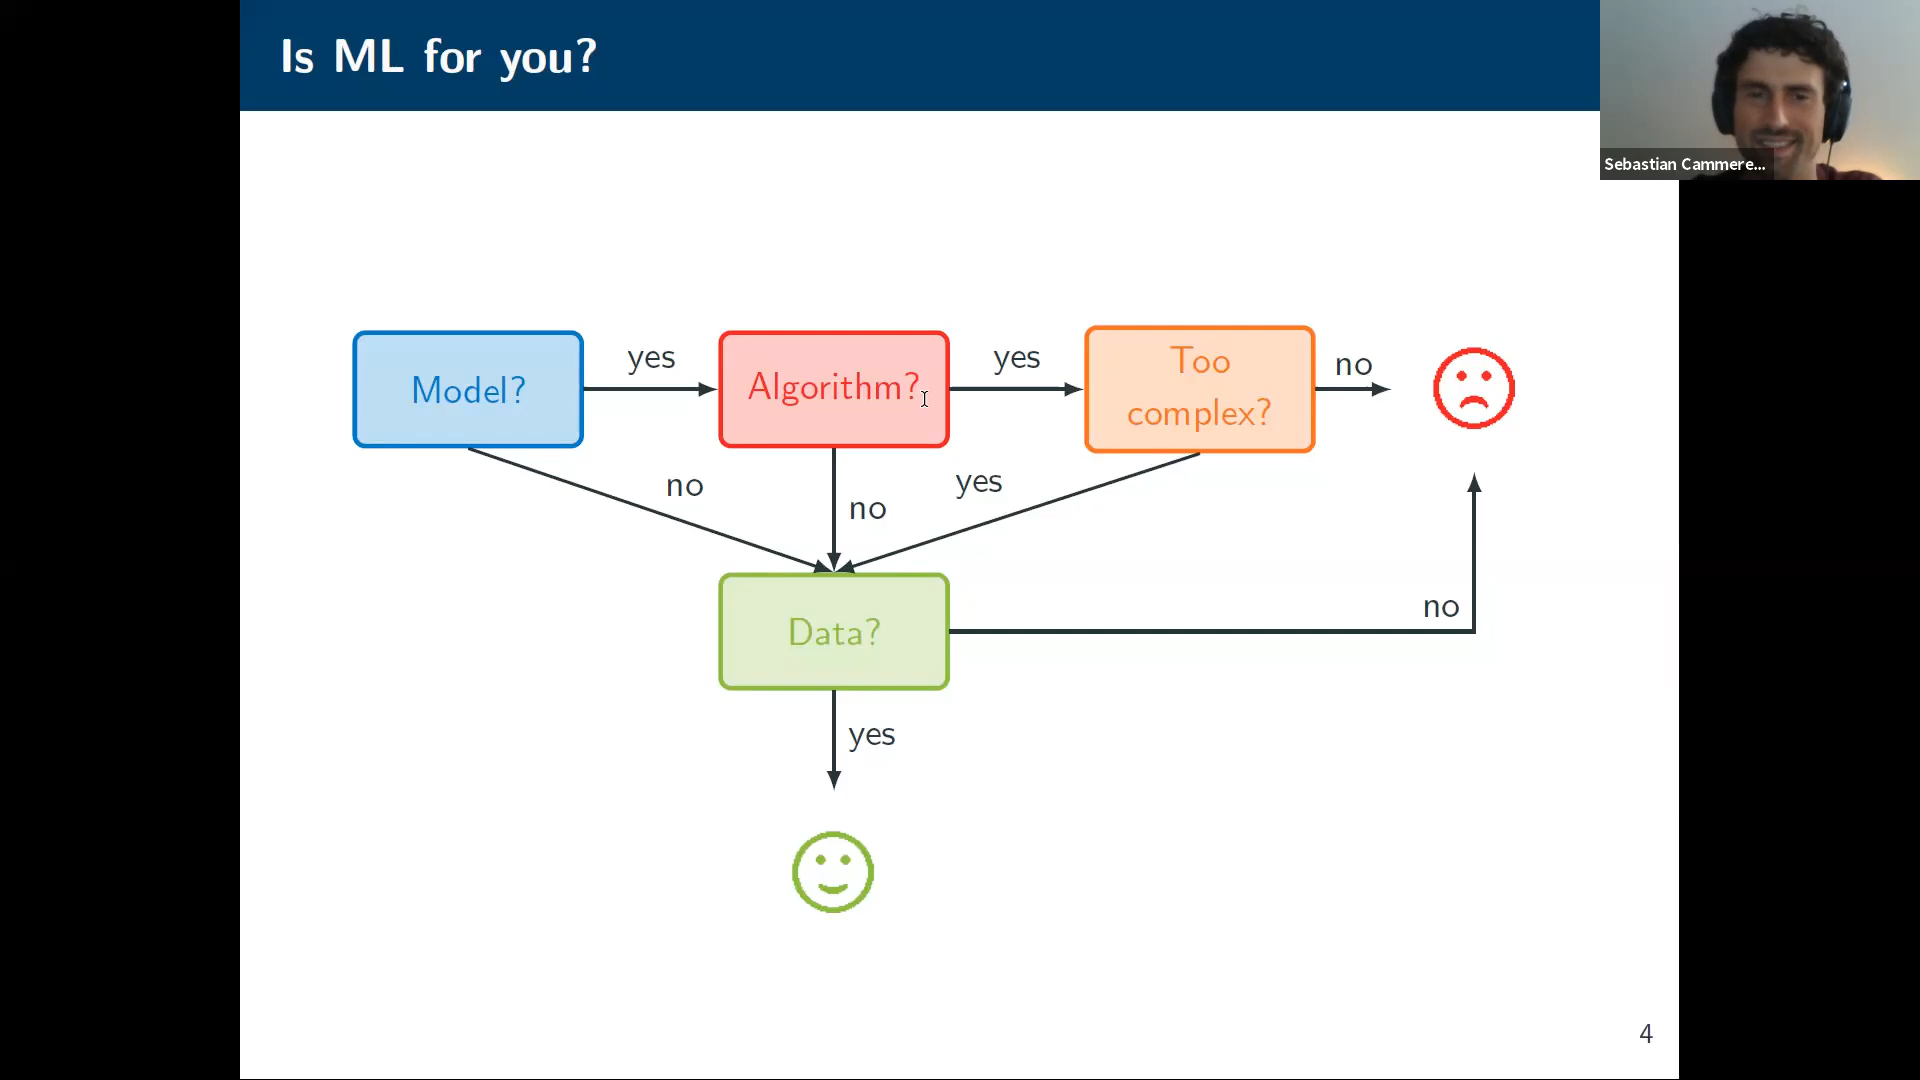 Is ML for you?
Sebastian Cammere...
Model?
yes
Algorithm?
yes
Too
complex?
no
no
no
yes
Data?
no
yes
4